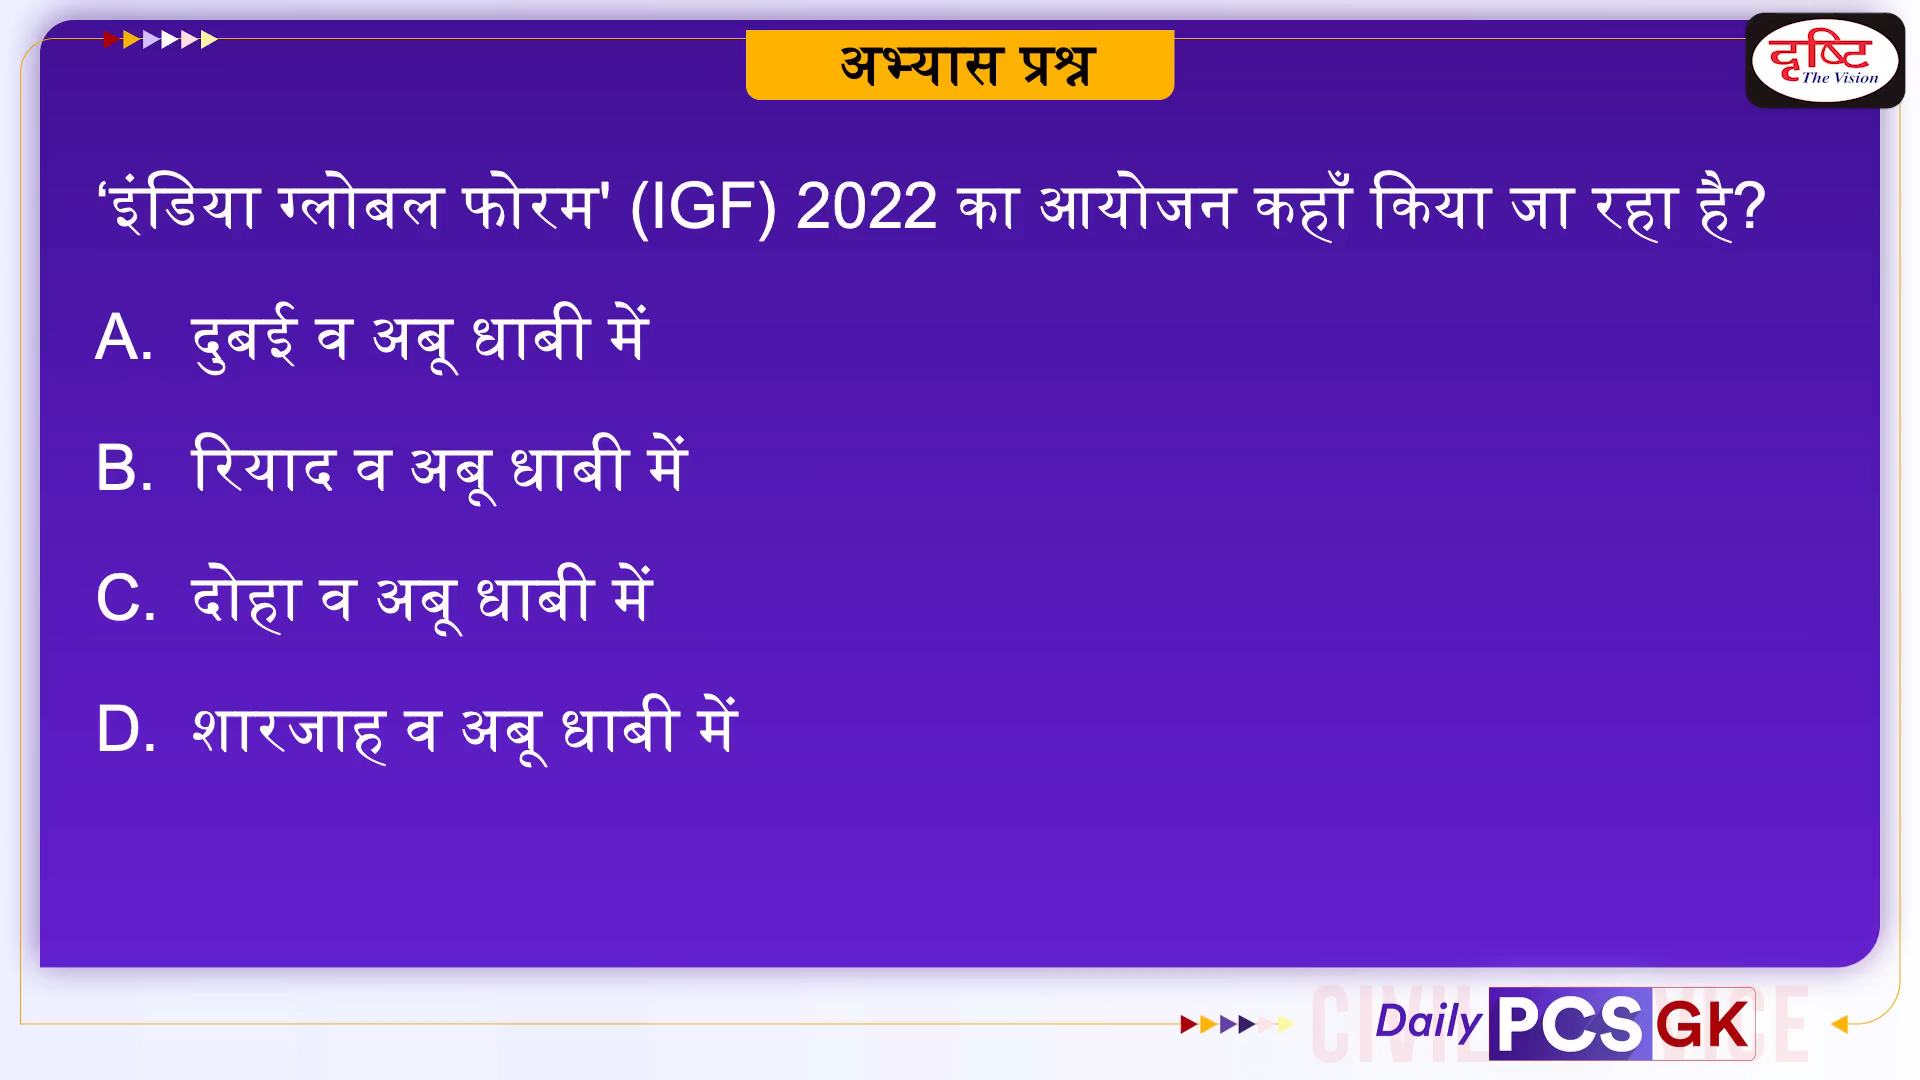 अभ्यास प्रश्न
दृष्टि
The Vision
‘इंडिया ग्लोबल फोरम' (IGF) 2022 का आयोजन कहाँ किया जा रहा है?
A. दुबई व अबू धाबी में
B. रियाद व अबू धाबी में
C. दोहा व अबू धाबी में
D. शारजाह व अबू धाबी में
Daily PCS GK